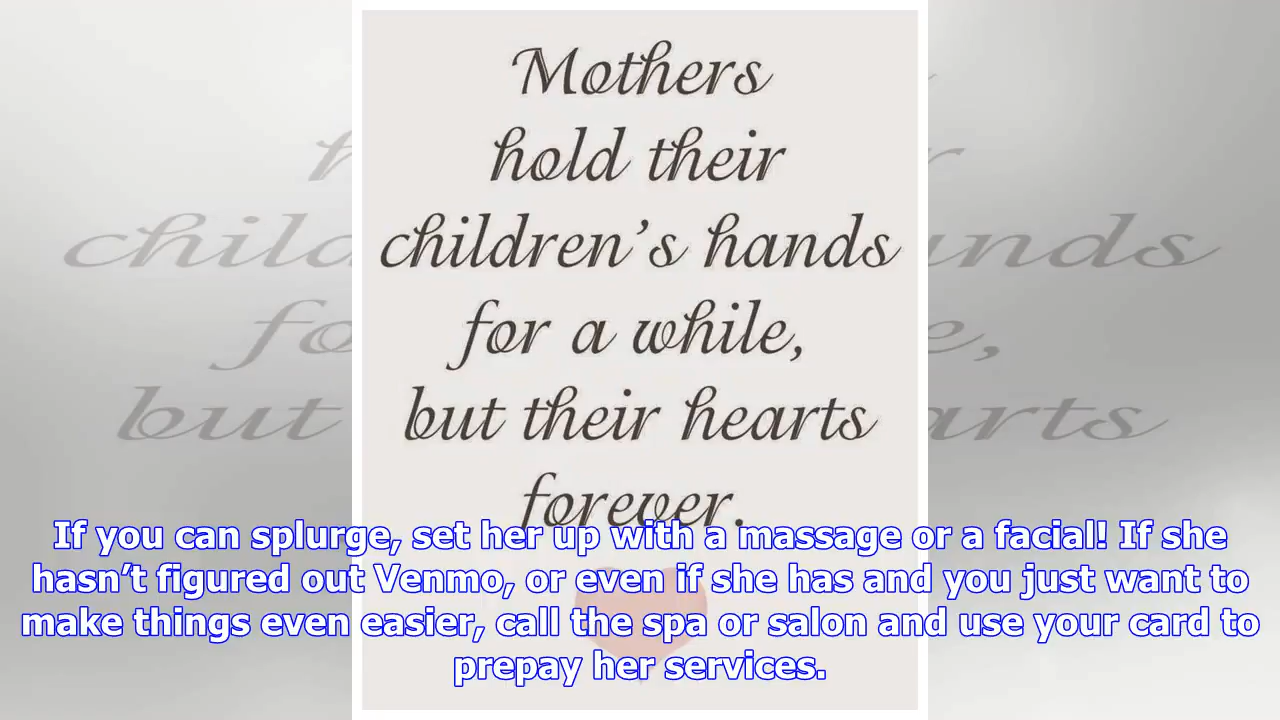 Mothers
hold their
children's hands
for a while,
but their hearts
forever.
If you can splurge, set her up with a massage or a facial! If she
hasn’t figured out Venmo, or even if she has and you just want to
make things even easier, call the spa or salon and use your card to
prepay her services.